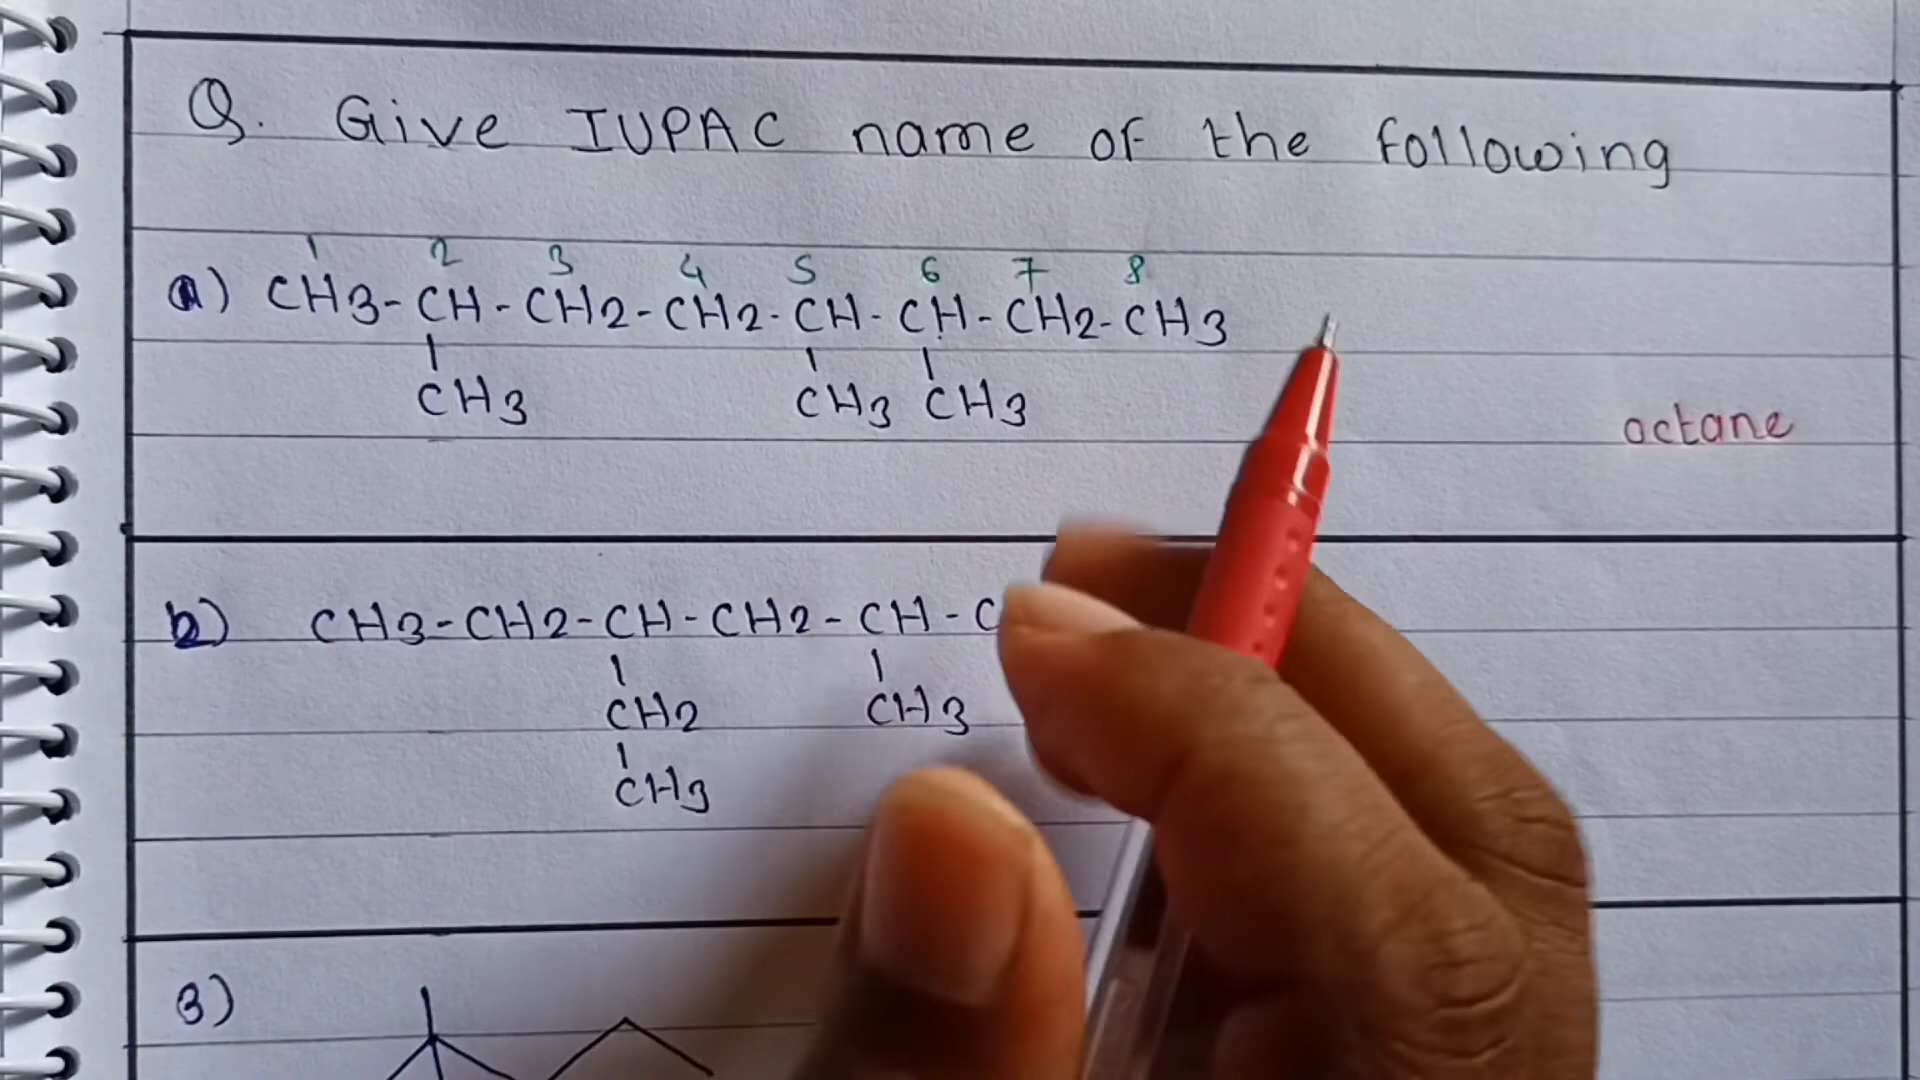 Q. Give IUPAC name of the following
1 2 3 4 5 6 7 8
a) CH3-CH-CH2-CH2-CH-CH-CH2-CH3
CH3 CH3 CH3
octane
b) CH3-CH2-CH-CH2-CH-C
CH2 CH3
CH3
3)